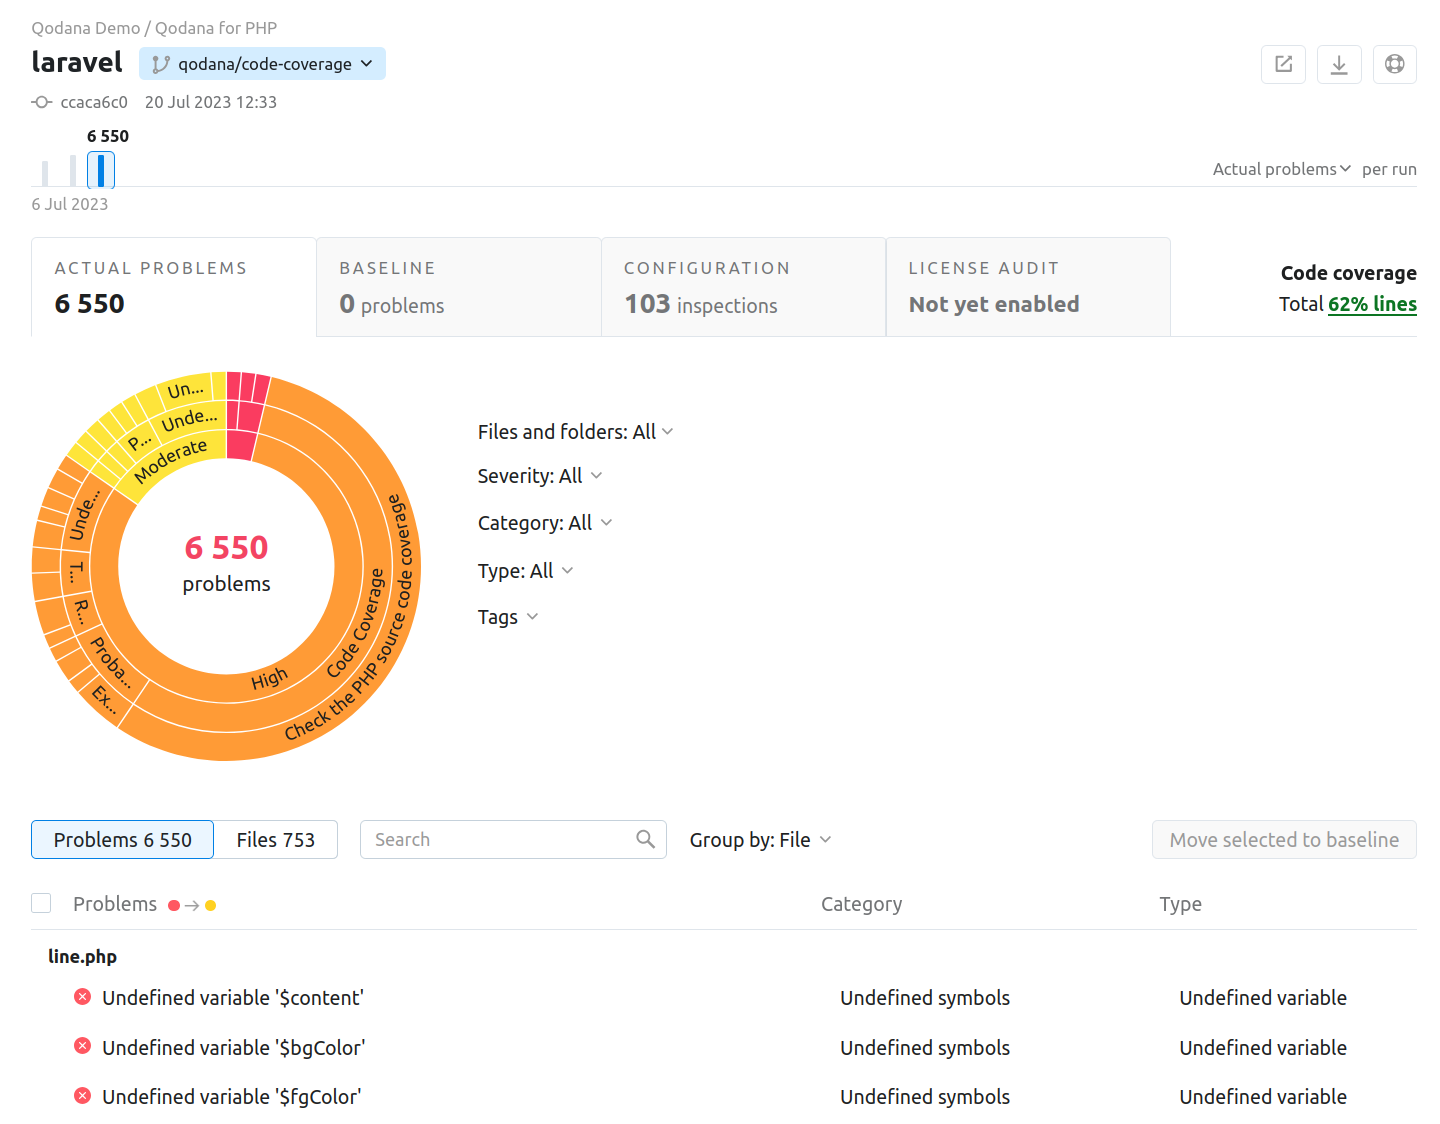 Qodana Demo / Qodana for PHP
laravel
qodana/code-coverage
ccaca6c0 20 Jul 2023 12:33
6 550
Actual problems per run
6 Jul 2023
ACTUAL PROBLEMS
6 550
BASELINE
0 problems
CONFIGURATION
103 inspections
LICENSE AUDIT
Not yet enabled
Code coverage
Total 62% lines
Un...
Unde...
P...
Moderate
Unde...
T...
R...
Proba...
Ex...
High
Code Coverage
Check the PHP source code coverage
6 550
problems
Files and folders: All
Severity: All
Category: All
Type: All
Tags
Problems 6 550
Files 753
Search
Group by: File
Move selected to baseline
Problems Category Type
line.php
Undefined variable '$content' Undefined symbols Undefined variable
Undefined variable '$bgColor' Undefined symbols Undefined variable
Undefined variable '$fgColor' Undefined symbols Undefined variable